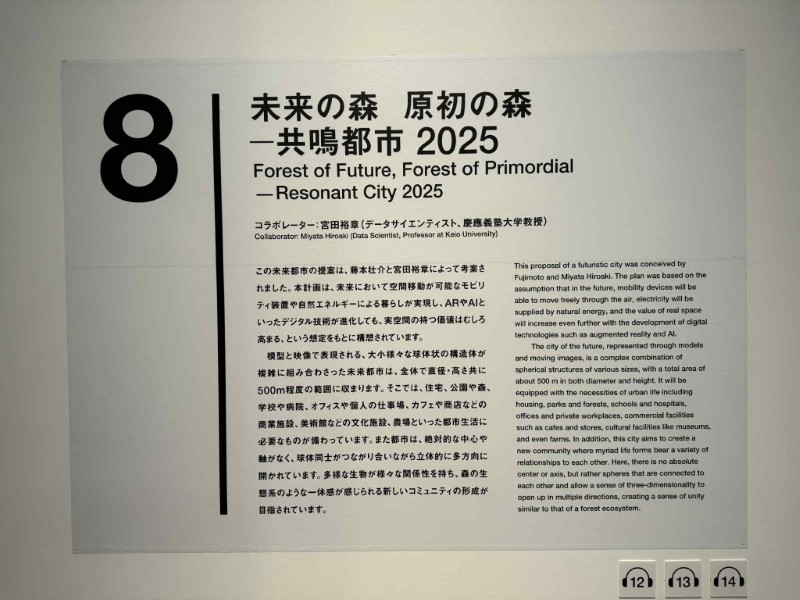 8
未来の森 原初の森
—共鳴都市 2025
Forest of Future, Forest of Primordial
—Resonant City 2025
コラボレーター：宮田裕章（データサイエンティスト、慶應義塾大学教授）
Collaborator: Miyata Hiroaki (Data Scientist, Professor at Keio University)
この未来都市の提案は、藤本壮介と宮田裕章によって考案さ
れました。本計画は、未来において空間移動が可能なモビリ
ティ装置や自然エネルギーによる暮らしが実現し、ARやAIと
いったデジタル技術が進化しても、実空間の持つ価値はむしろ
高まる、という想定をもとに構想されています。
模型と映像で表現される、大小様々な球体状の構造体が
複雑に組み合わさった未来都市は、全体で直径・高さ共に
500m程度の範囲に収まります。そこでは、住宅、公園や森、
学校や病院、オフィスや個人の仕事場、カフェや商店などの
商業施設、美術館などの文化施設、農場といった都市生活に
必要なものが備わっています。また都市は、絶対的な中心や
軸がなく、球体同士がつながり合いながら立体的に多方向に
開かれています。多様な生物が様々な関係性を持ち、森の生
態系のような一体感が感じられる新しいコミュニティの形成が
目指されています。
This proposal of a futuristic city was conceived by
Fujimoto and Miyata Hiroaki. The plan was based on the
assumption that in the future, mobility devices will be
able to move freely through the air, electricity will be
supplied by natural energy, and the value of real space
will increase even further with the development of digital
technologies such as augmented reality and AI.
The city of the future, represented through models
and moving images, is a complex combination of
spherical structures of various sizes, with a total area of
about 500 m in both diameter and height. It will be
equipped with the necessities of urban life including
housing, parks and forests, schools and hospitals,
offices and private workplaces, commercial facilities
such as cafes and stores, cultural facilities like museums,
and even farms. In addition, this city aims to create a
new community where myriad life forms bear a variety of
relationships to each other. Here, there is no absolute
center or axis, but rather spheres that are connected to
each other and allow a sense of three-dimensionality to
open up in multiple directions, creating a sense of unity
similar to that of a forest ecosystem.
12 13 14